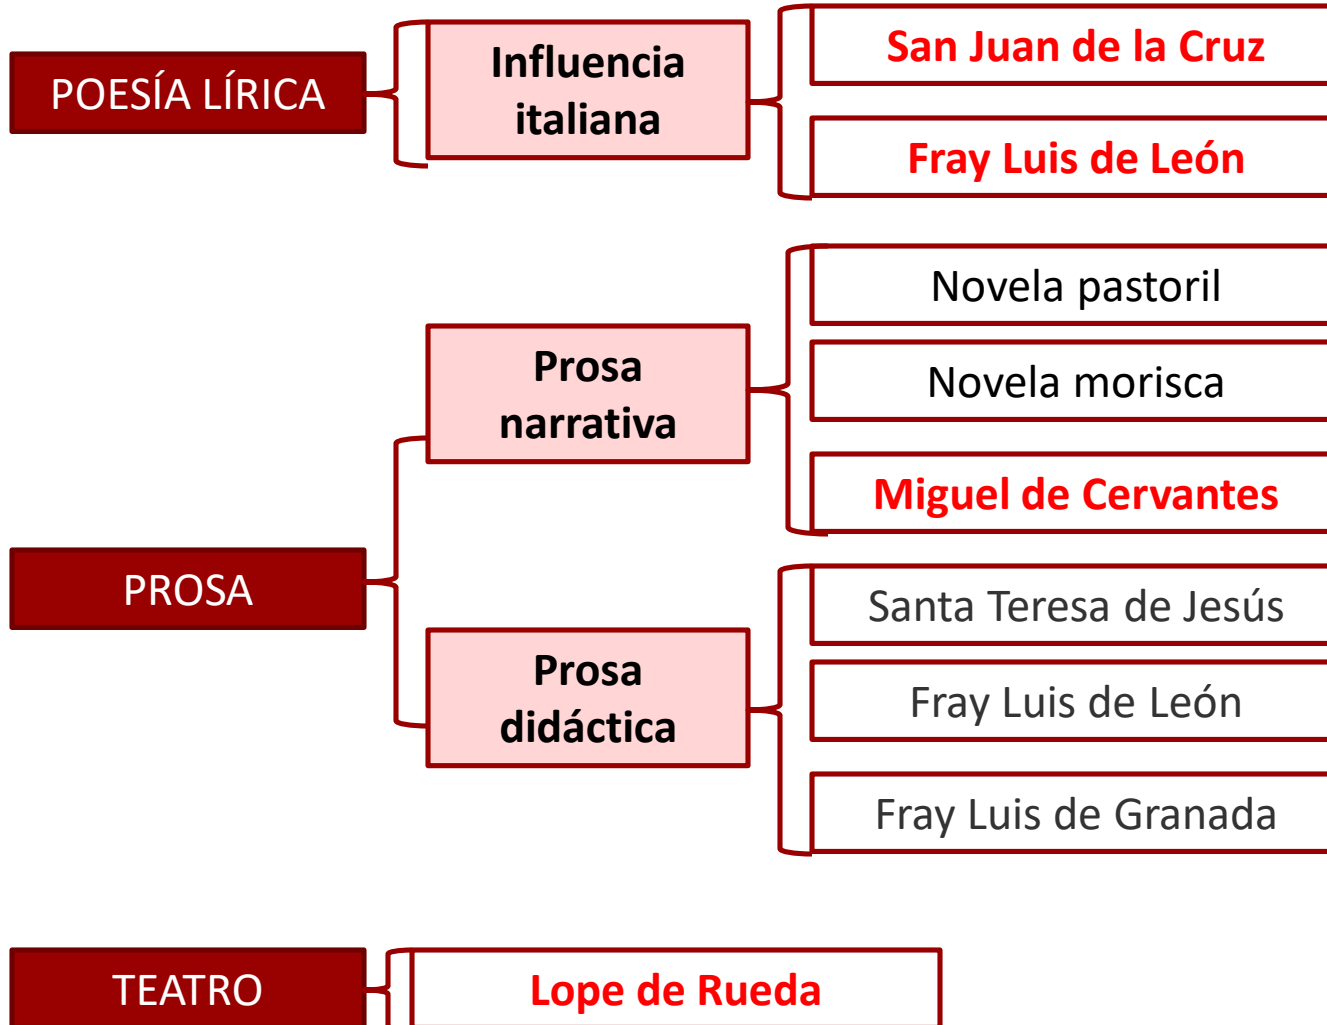 POESÍA LÍRICA
Influencia
italiana
San Juan de la Cruz
Fray Luis de León
PROSA
Prosa
narrativa
Novela pastoril
Novela morisca
Miguel de Cervantes
Prosa
didáctica
Santa Teresa de Jesús
Fray Luis de León
Fray Luis de Granada
TEATRO
Lope de Rueda